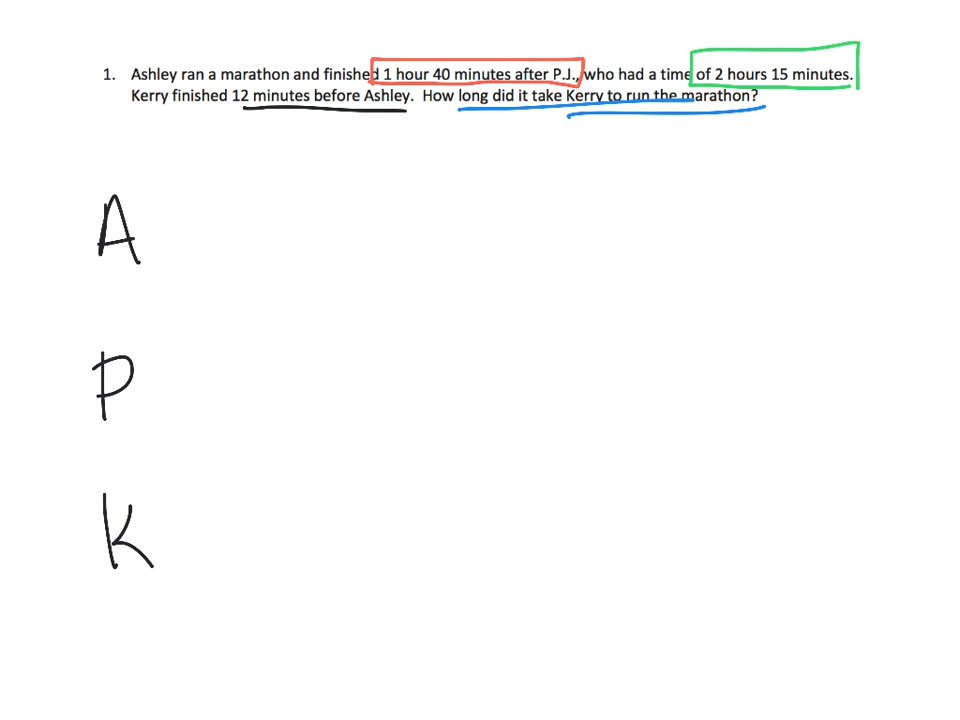 1. Ashley ran a marathon and finished 1 hour 40 minutes after P.J., who had a time of 2 hours 15 minutes.
Kerry finished 12 minutes before Ashley. How long did it take Kerry to run the marathon?
A
P
K